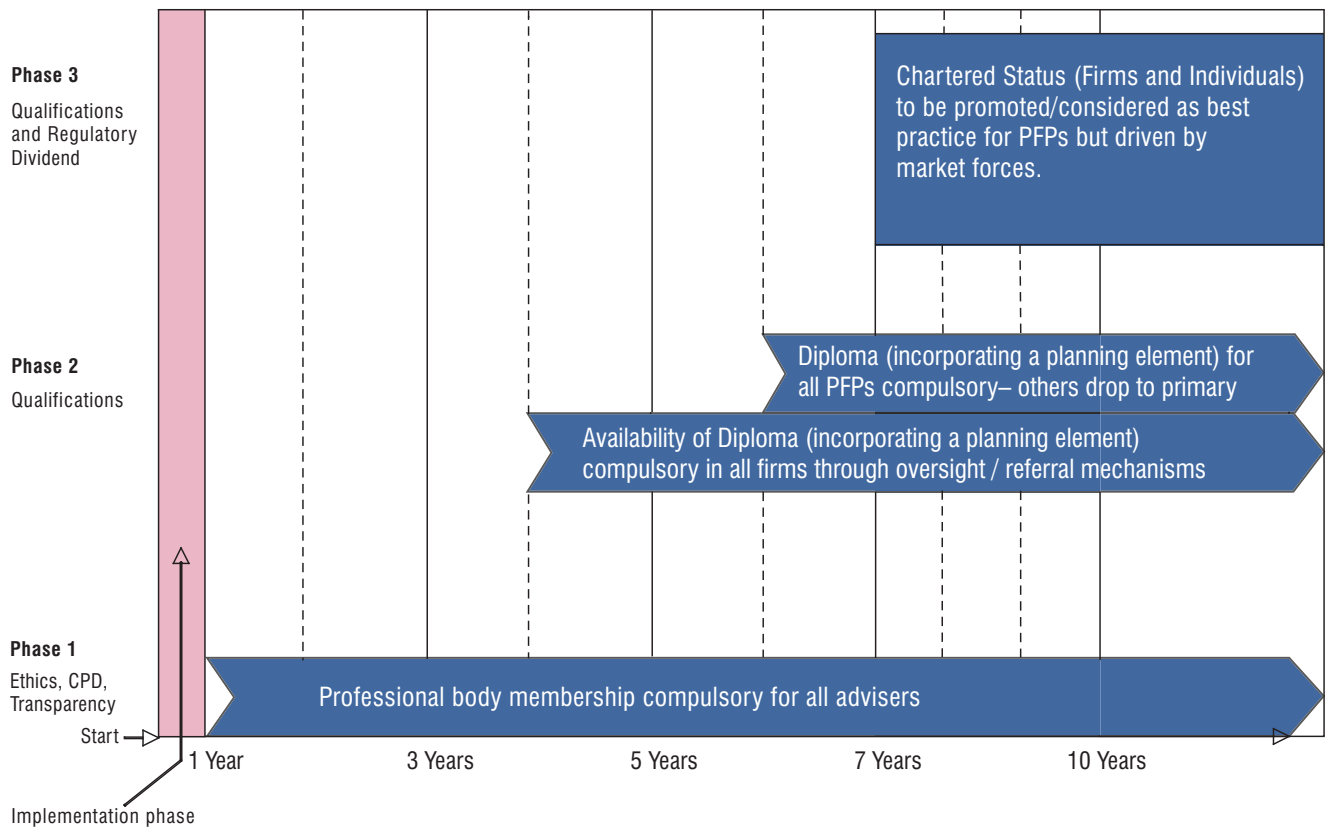 Phase 3
Qualifications
and Regulatory
Dividend
Chartered Status (Firms and Individuals)
to be promoted/considered as best
practice for PFPs but driven by
market forces.
Phase 2
Qualifications
Diploma (incorporating a planning element) for
all PFPs compulsory– others drop to primary
Availability of Diploma (incorporating a planning element)
compulsory in all firms through oversight / referral mechanisms
Phase 1
Ethics, CPD,
Transparency
Professional body membership compulsory for all advisers
Start
1 Year 3 Years 5 Years 7 Years 10 Years
Implementation phase